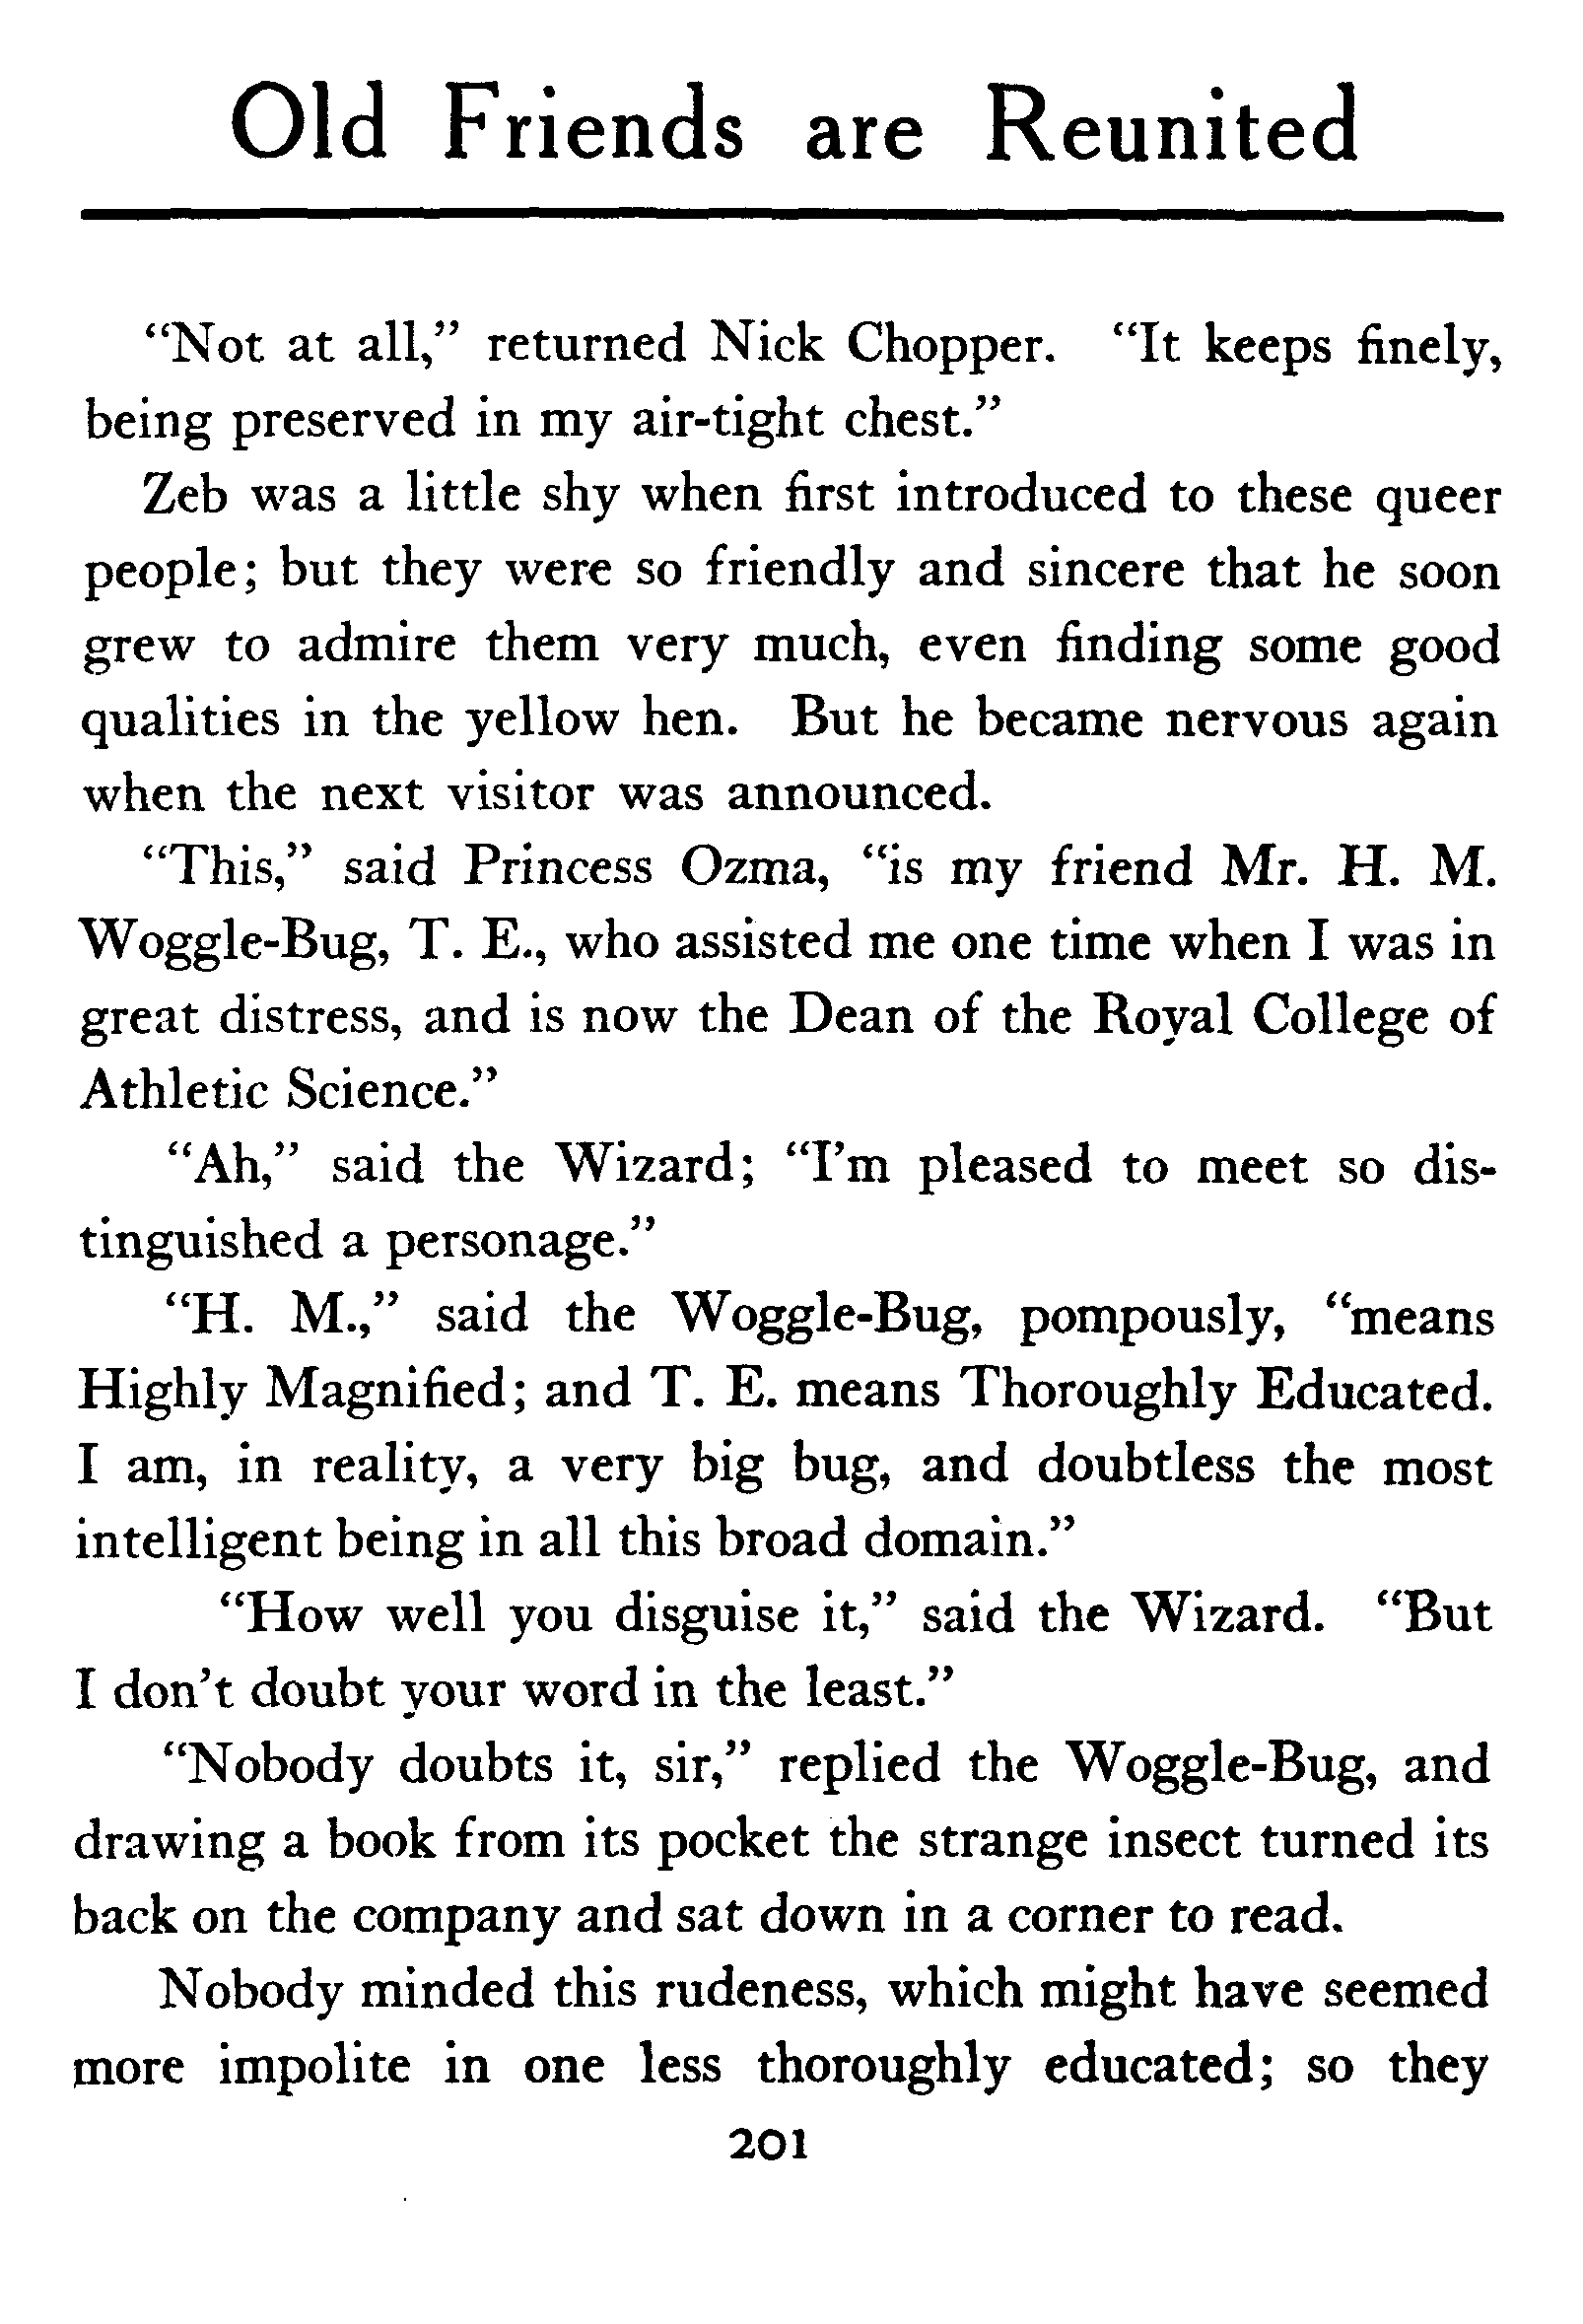 Old Friends are Reunited
“Not at all,” returned Nick Chopper. “It keeps finely,
being preserved in my air-tight chest.”
Zeb was a little shy when first introduced to these queer
people; but they were so friendly and sincere that he soon
grew to admire them very much, even finding some good
qualities in the yellow hen. But he became nervous again
when the next visitor was announced.
“This,” said Princess Ozma, “is my friend Mr. H. M.
Woggle-Bug, T. E., who assisted me one time when I was in
great distress, and is now the Dean of the Royal College of
Athletic Science.”
“Ah,” said the Wizard; “I’m pleased to meet so dis-
tinguished a personage.”
“H. M.,” said the Woggle-Bug, pompously, “means
Highly Magnified; and T. E. means Thoroughly Educated.
I am, in reality, a very big bug, and doubtless the most
intelligent being in all this broad domain.”
“How well you disguise it,” said the Wizard. “But
I don’t doubt your word in the least.”
“Nobody doubts it, sir,” replied the Woggle-Bug, and
drawing a book from its pocket the strange insect turned its
back on the company and sat down in a corner to read.
Nobody minded this rudeness, which might have seemed
more impolite in one less thoroughly educated; so they
201